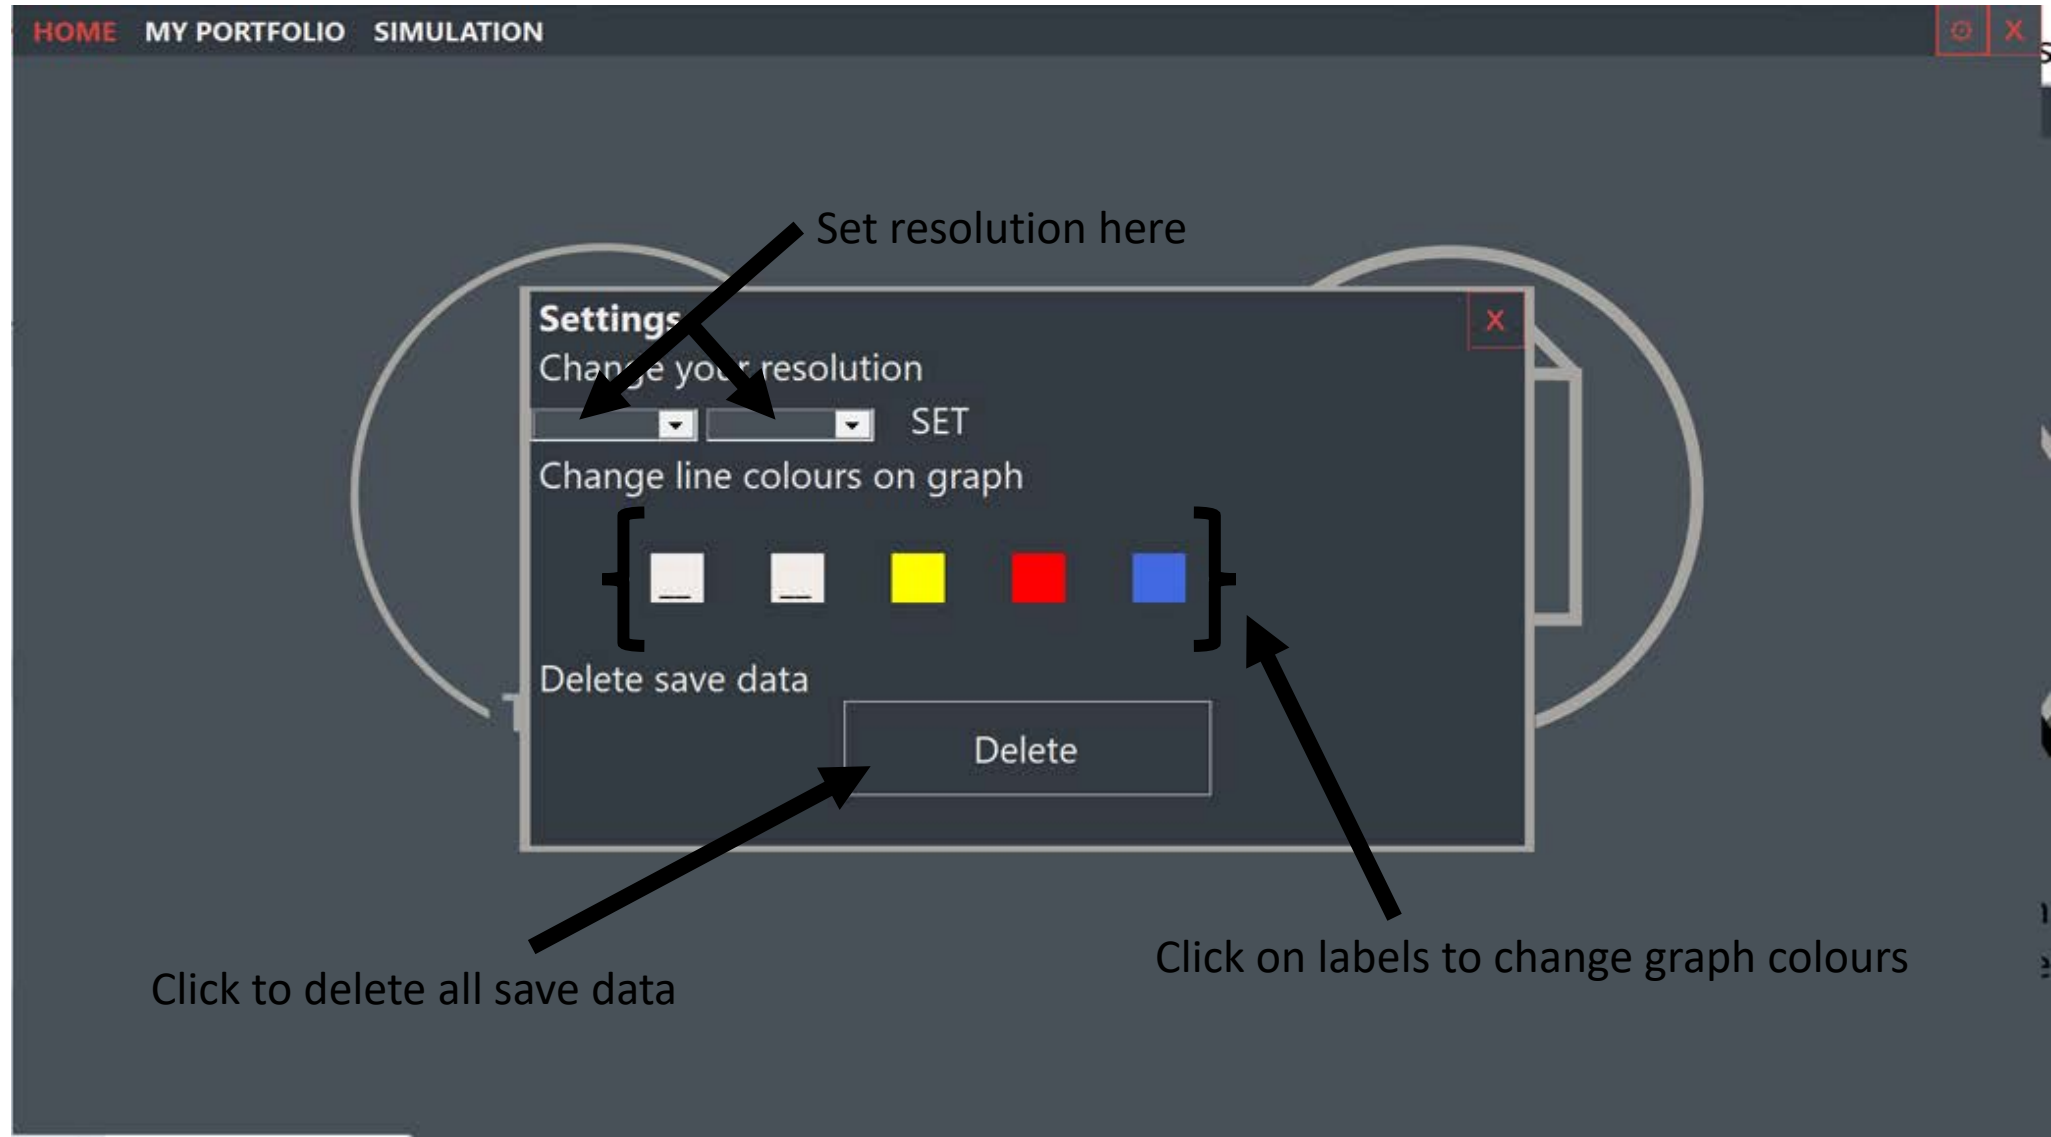 HOME MY PORTFOLIO SIMULATION X
Set resolution here
Settings X
Change your resolution
SET
Change line colours on graph
Delete save data
Delete
Click on labels to change graph colours
Click to delete all save data